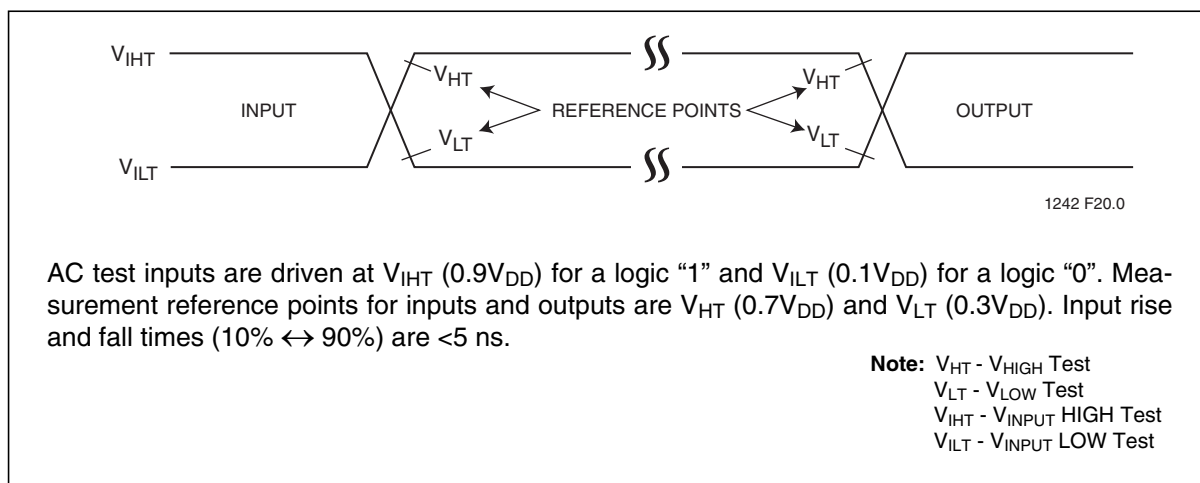 VIHT
VHT
VHT
INPUT
REFERENCE POINTS
OUTPUT
VLT
VLT
VILT
1242 F20.0
AC test inputs are driven at VIHT (0.9VDD) for a logic “1” and VILT (0.1VDD) for a logic “0”. Mea-
surement reference points for inputs and outputs are VHT (0.7VDD) and VLT (0.3VDD). Input rise
and fall times (10% ↔ 90%) are <5 ns.
Note: VHT - VHIGH Test
VLT - VLOW Test
VIHT - VINPUT HIGH Test
VILT - VINPUT LOW Test